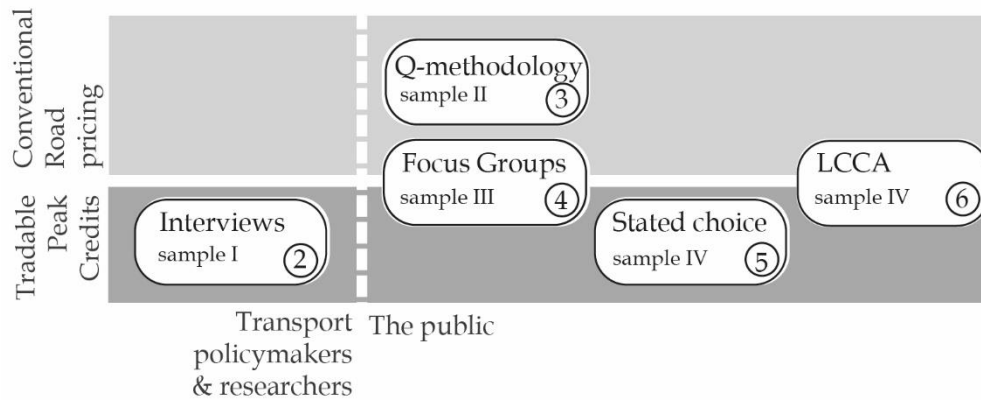 Conventional
Road
pricing
Q-methodology
sample II
3
Focus Groups
sample III
4
LCCA
sample IV
6
Tradable
Peak
Credits
Interviews
sample I
2
Stated choice
sample IV
5
Transport
policymakers
& researchers
The public